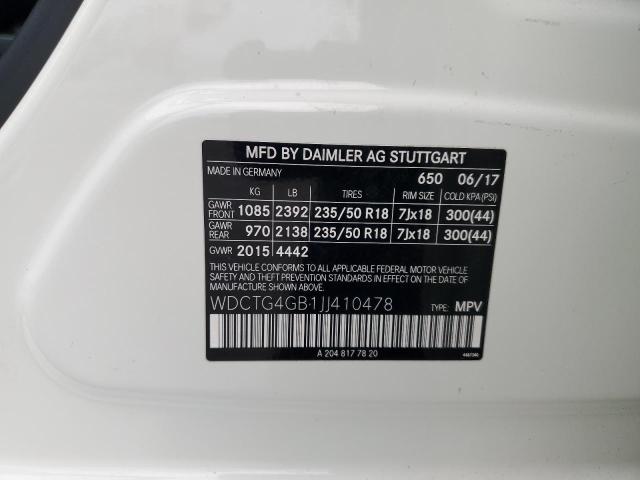 MFD BY DAIMLER AG STUTTGART
MADE IN GERMANY 650 06/17
KG LB TIRES RIM SIZE COLD KPA(PSI)
GAWR FRONT 1085 2392 235/50 R18 7Jx18 300(44)
GAWR REAR 970 2138 235/50 R18 7Jx18 300(44)
GVWR 2015 4442
THIS VEHICLE CONFORMS TO ALL APPLICABLE FEDERAL MOTOR VEHICLE
SAFETY, BUMPER, AND THEFT PREVENTION STANDARDS IN EFFECT ON THE
DATE OF MANUFACTURE SHOWN ABOVE.
WDCTG4GB1JJ410478 TYPE: MPV
A 204 817 78 20